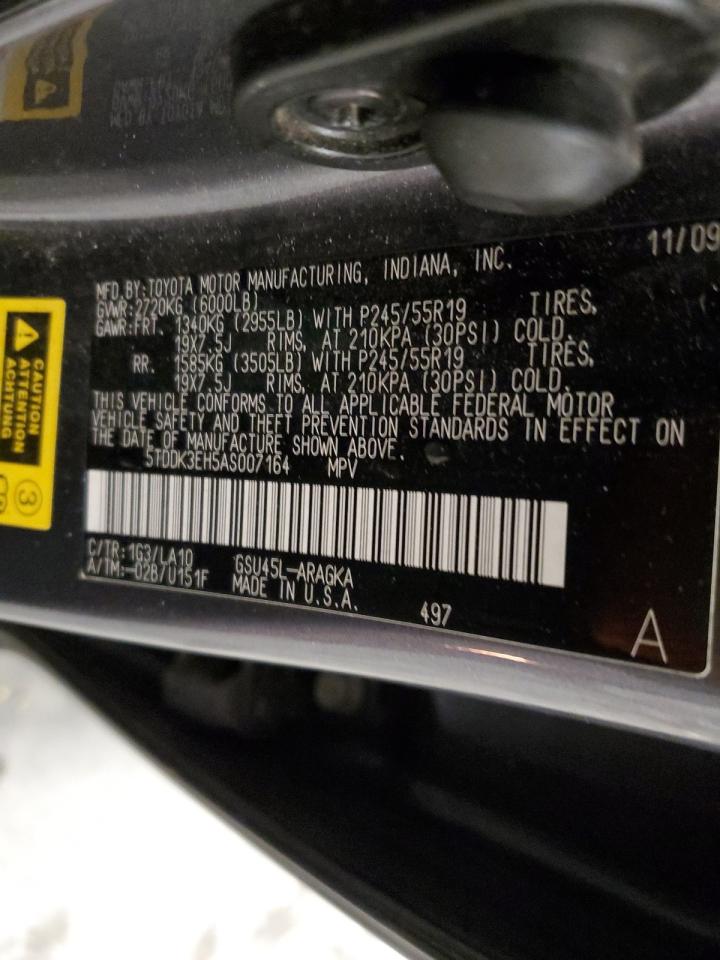 11/09
MFD.BY:TOYOTA MOTOR MANUFACTURING, INDIANA, INC.
GVWR:2720KG (6000LB)
GAWR:FRT. 1340KG (2955LB) WITH P245/55R19 TIRES,
19X7.5J RIMS, AT 210KPA (30PSI) COLD.
RR. 1585KG (3505LB) WITH P245/55R19 TIRES,
19X7.5J RIMS, AT 210KPA (30PSI) COLD.
THIS VEHICLE CONFORMS TO ALL APPLICABLE FEDERAL MOTOR
VEHICLE SAFETY AND THEFT PREVENTION STANDARDS IN EFFECT ON
THE DATE OF MANUFACTURE SHOWN ABOVE.
5TDDK3EH5AS007164 MPV
C/TR:1G3/LA10 GSU45L-ARAGKA
A/TM:-02B/U151F MADE IN U.S.A.
497
A
CAUTION
ATTENTION
ACHTUNG
3